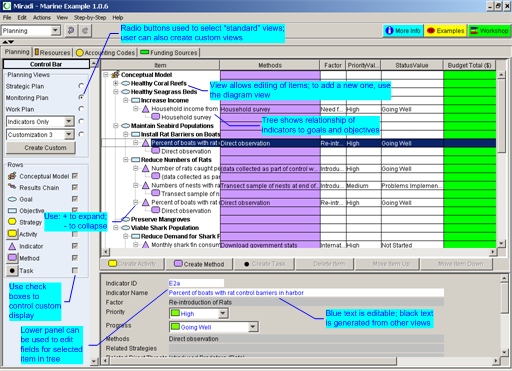 Miradi - Marine Example 1.0.6
File Edit Actions View Step-by-Step Help
Planning
Radio buttons used to select "standard" views;
user can also create custom views
More Info
Examples
Workshop
Planning
Resources
Accounting Codes
Funding Sources
Control Bar
Planning Views
Strategic Plan
Monitoring Plan
Work Plan
Indicators Only
Customization 3
Create Custom
Rows
Conceptual Model
Results Chain
Goal
Objective
Strategy
Activity
Indicator
Method
Task
Use check
boxes to
control custom
display
Lower panel can
be used to edit
fields for selected
item in tree
Item Methods Factor PriorityVal... StatusValue Budget Total ($)
Conceptual Model
Healthy Coral Reefs
Healthy Seagrass Beds
View allows editing of items; to add a new one, use
the diagram view
Increase Income
Household income from Household survey Need f... High Going Well
Household survey
Tree shows relationship of
Indicators to goals and objectives
Maintain Seabird Populations
Install Rat Barriers on Boats
Percent of boats with rat Direct observation Re-intr... High Going Well
Direct observation
Reduce Numbers of Rats
Number of rats caught p (data collected as part of control w... Introdu... High Going Well
(data collected as par
Numbers of nests with ra Transect sample of nests at end of... Introdu... Medium Problems Implemen...
Transect sample of n
Percent of boats with rat Direct observation Re-intr... High Going Well
Direct observation
Use: + to expand;
- to collapse
Preserve Mangroves
Viable Shark Population
Reduce Demand for Shark F
Monthly shark fin consum Download government stats Internat... High Not Started
Create Activity
Create Method
Create Task
Delete Item
Move Item Up
Move Item Down
Indicator ID E2a
Indicator Name Percent of boats with rat control barriers in harbor
Factor Re-introduction of Rats
Priority High
Progress Going Well
Methods Direct observation
Related Strategies
Blue text is editable; black text
is generated from other views